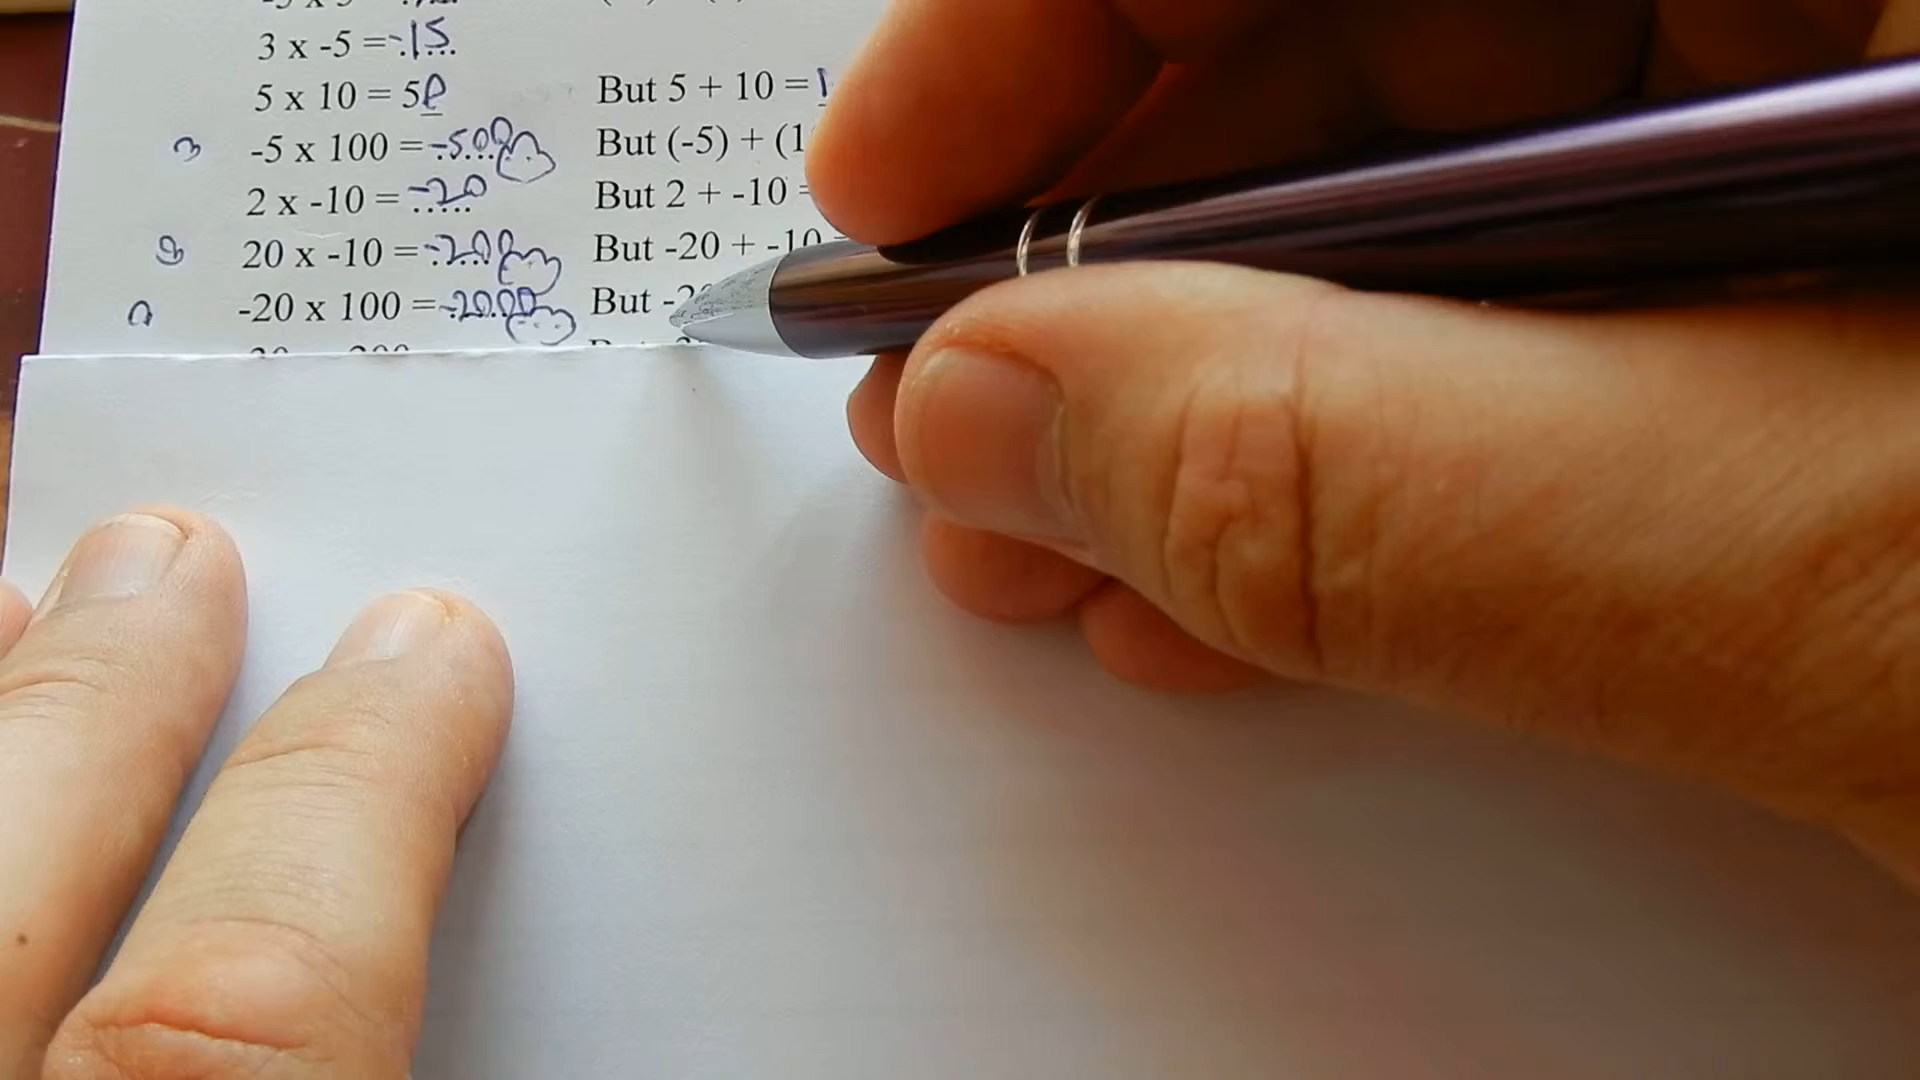 3 x -5 = -15
5 x 10 = 50 But 5 + 10 =
-5 x 100 = -500 But (-5) + (1
2 x -10 = -20 But 2 + -10 =
20 x -10 = -200 But -20 + -10
-20 x 100 = -2000 But